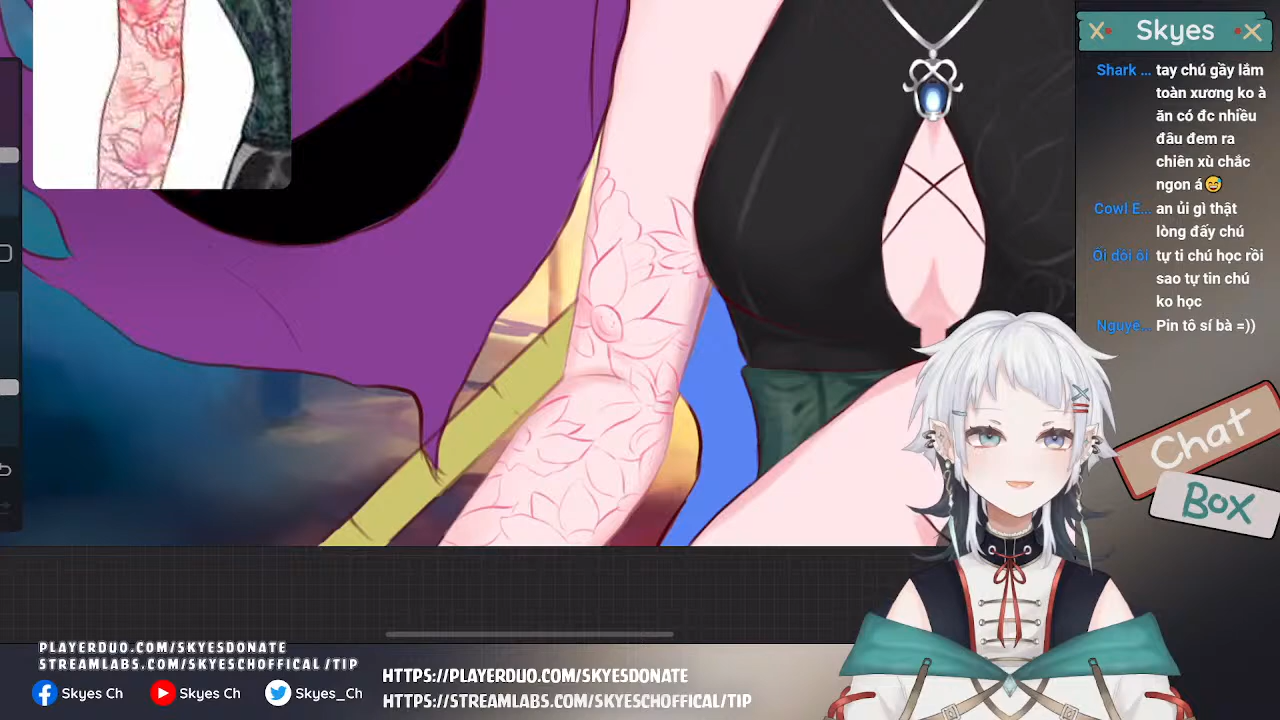 Skyes
Shark ... tay chú gầy lắm
toàn xương ko à
ăn có đc nhiều
đâu đem ra
chiên xù chắc
ngon á😅
Cowl E... an ủi gì thật
lòng đấy chú
Ối dồi ôi tự ti chú học rồi
sao tự tin chú
ko học
Nguye... Pin tô sí bà =))
Chat
Box
PLAYERDUO.COM/SKYESDONATE
STREAMLABS.COM/SKYESCHOFFICAL /TIP
Skyes Ch
Skyes Ch
Skyes_Ch
HTTPS://PLAYERDUO.COM/SKYESDONATE
HTTPS://STREAMLABS.COM/SKYESCHOFFICAL/TIP